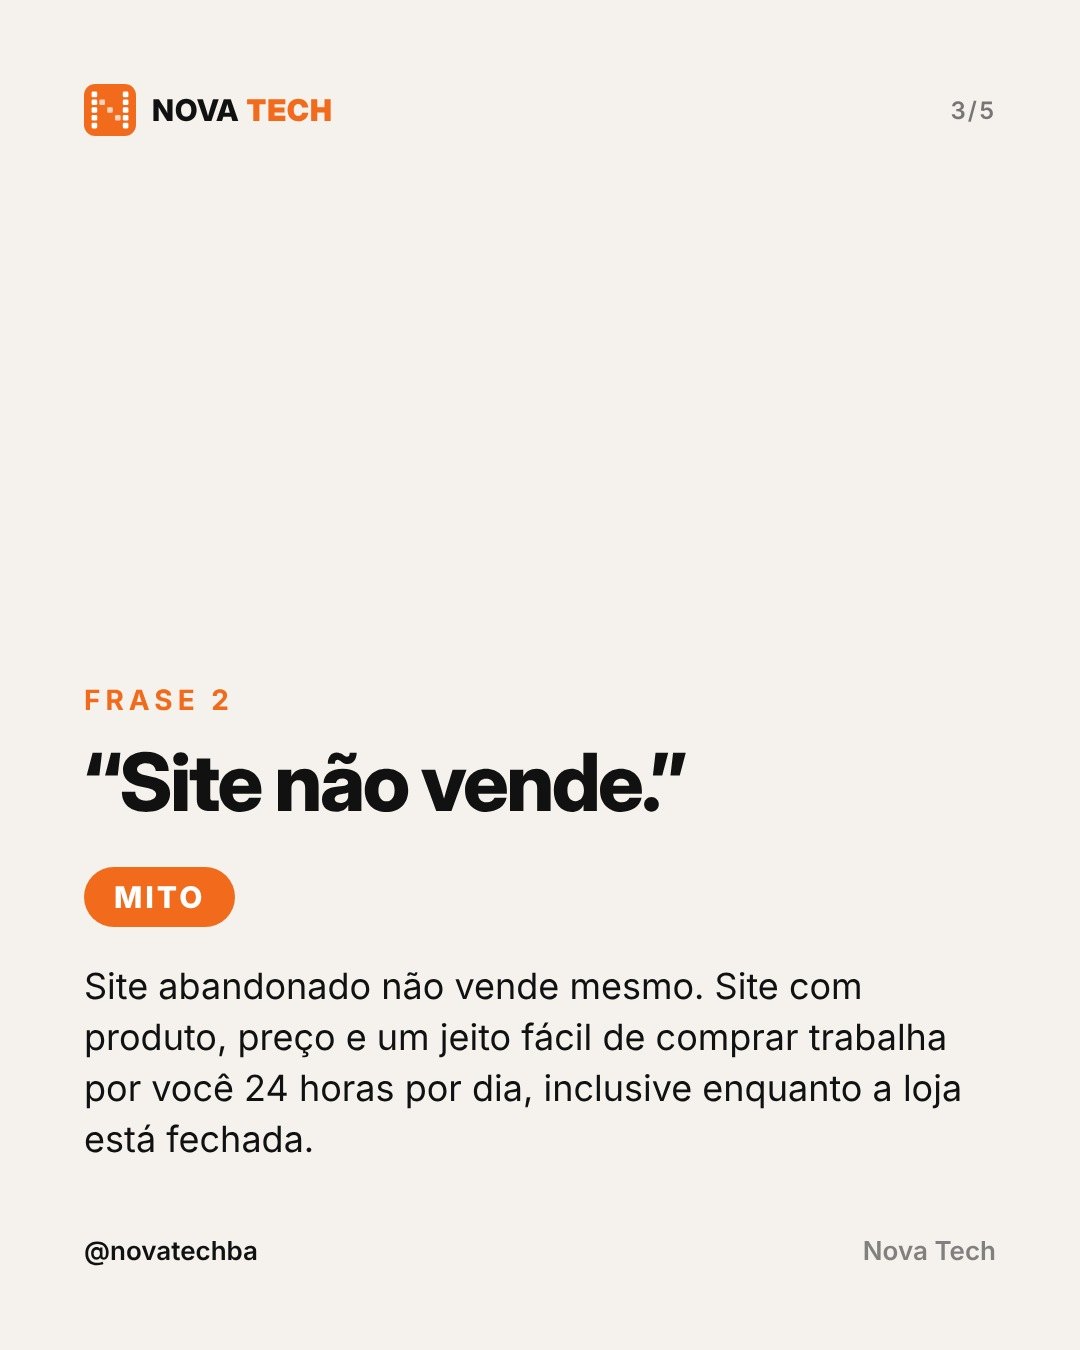 NOVA TECH
3/5
FRASE 2
“Site não vende.”
MITO
Site abandonado não vende mesmo. Site com
produto, preço e um jeito fácil de comprar trabalha
por você 24 horas por dia, inclusive enquanto a loja
está fechada.
@novatechba
Nova Tech